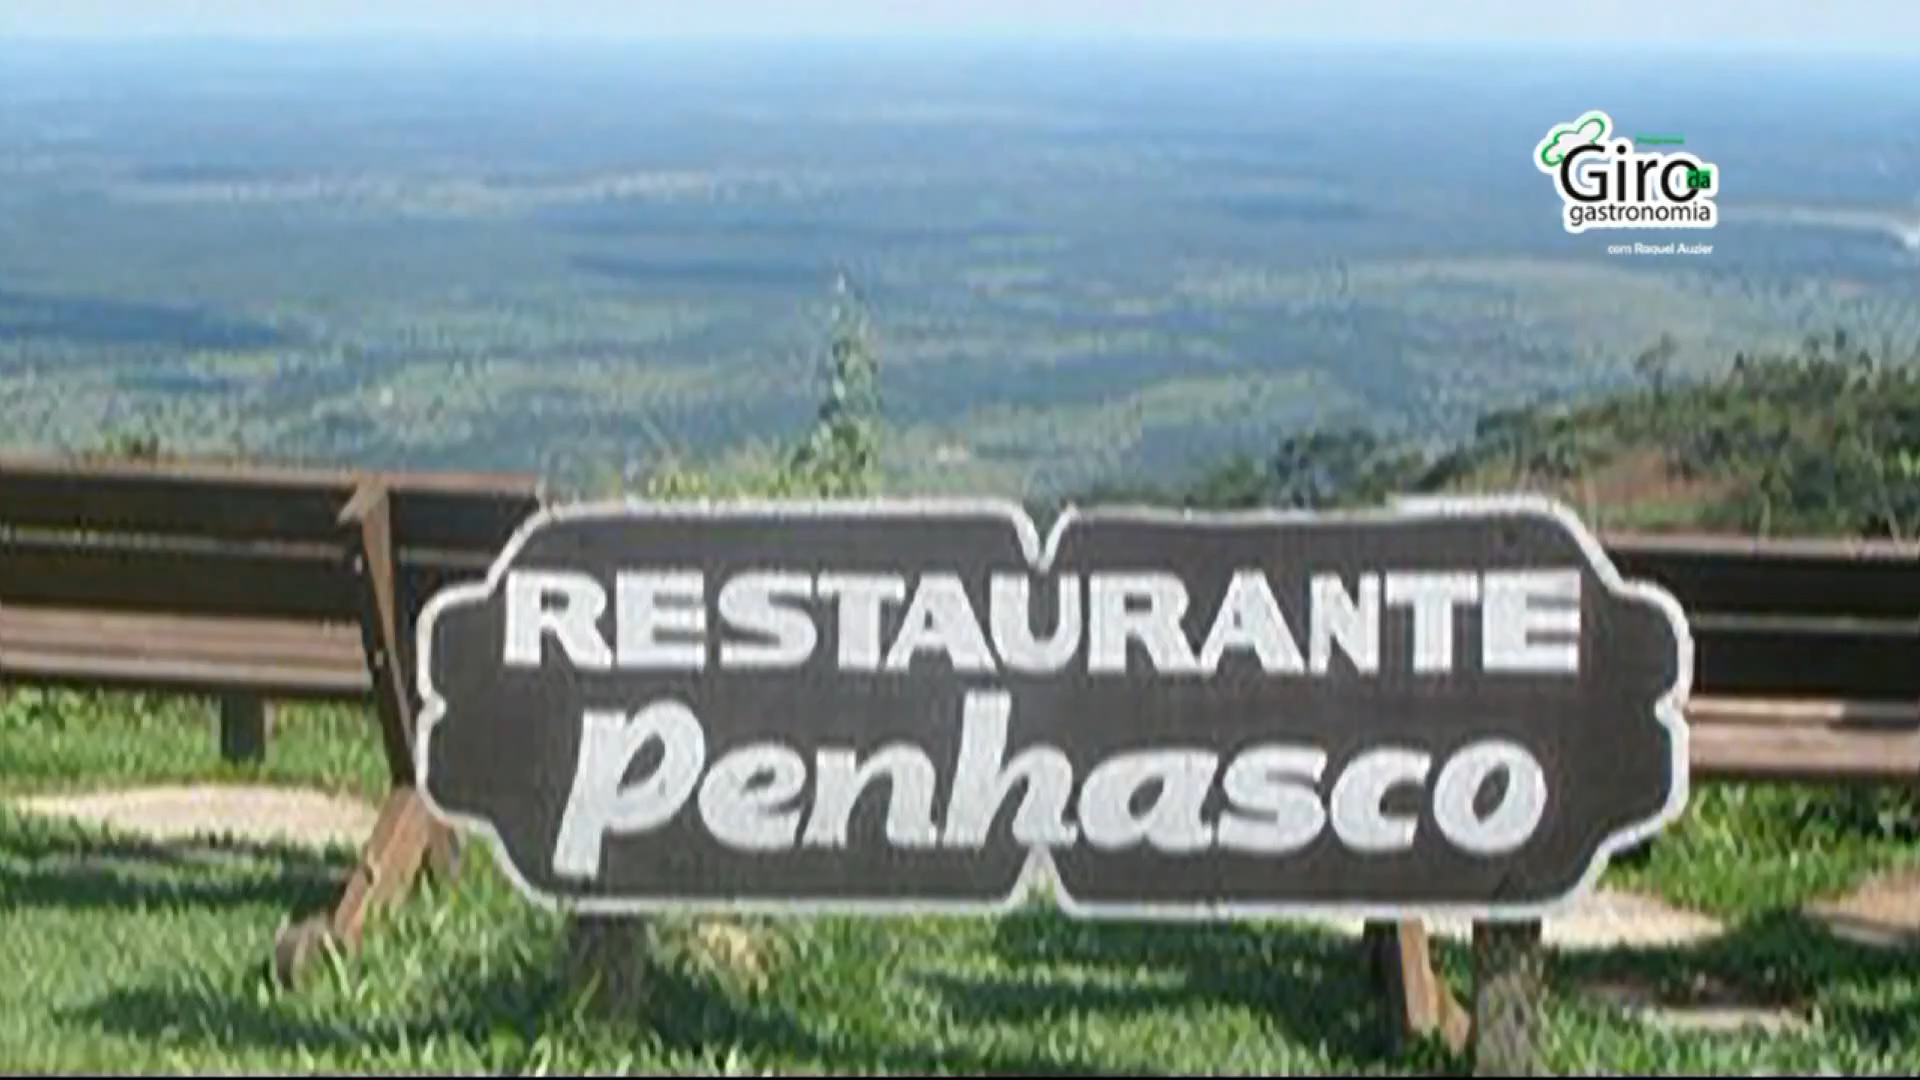 Giro da
gastronomia
com Raquel Auzier
RESTAURANTE
Penhasco